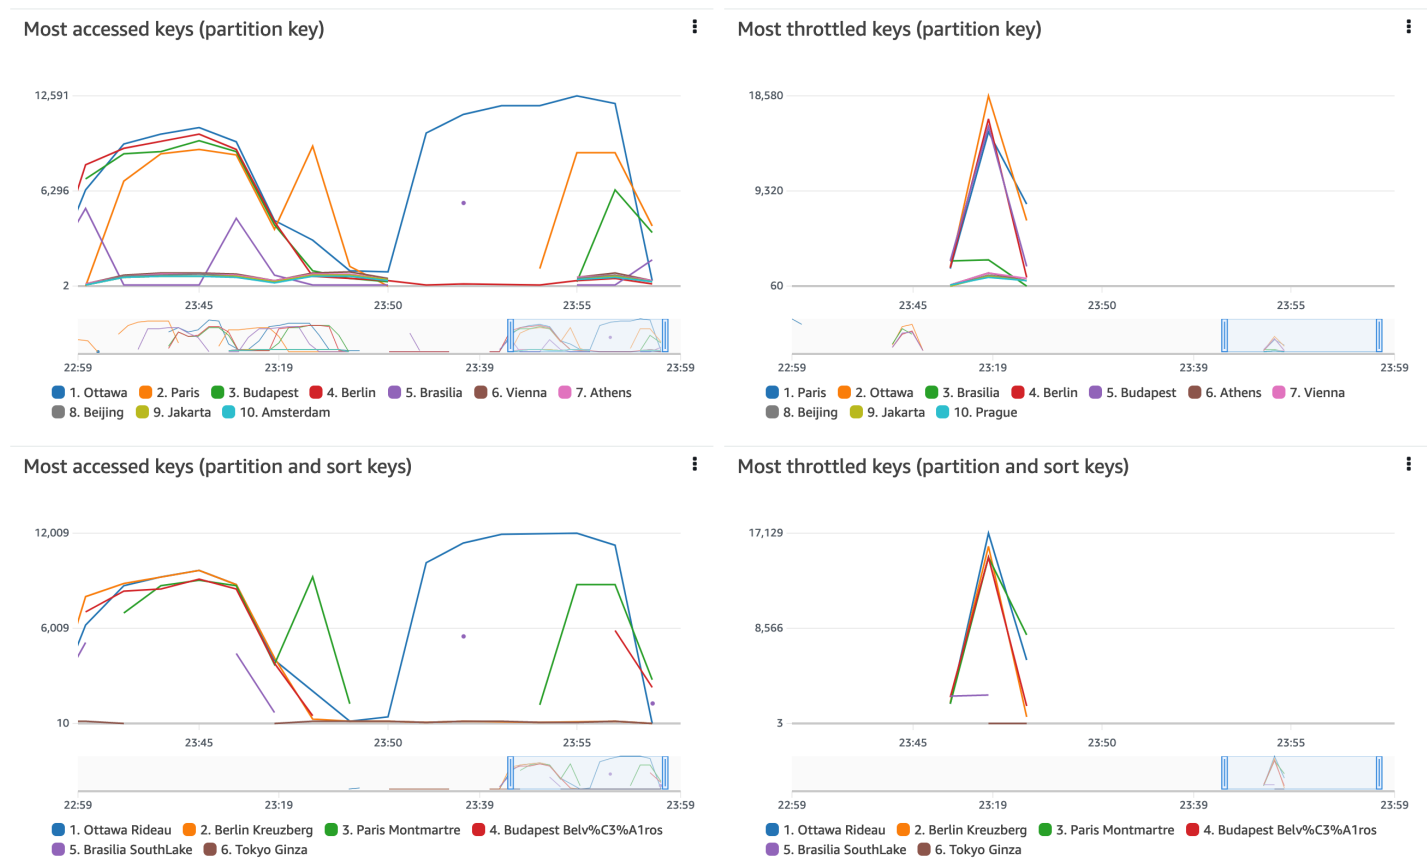 Most accessed keys (partition key)
12,591
6,296
2
23:45 23:50 23:55
22:59 23:19 23:39 23:59
1. Ottawa 2. Paris 3. Budapest 4. Berlin 5. Brasilia 6. Vienna 7. Athens
8. Beijing 9. Jakarta 10. Amsterdam
Most throttled keys (partition key)
18,580
9,320
60
23:45 23:50 23:55
22:59 23:19 23:39 23:59
1. Paris 2. Ottawa 3. Brasilia 4. Berlin 5. Budapest 6. Athens 7. Vienna
8. Beijing 9. Jakarta 10. Prague
Most accessed keys (partition and sort keys)
12,009
6,009
10
23:45 23:50 23:55
22:59 23:19 23:39 23:59
1. Ottawa Rideau 2. Berlin Kreuzberg 3. Paris Montmartre 4. Budapest Belv%C3%A1ros
5. Brasilia SouthLake 6. Tokyo Ginza
Most throttled keys (partition and sort keys)
17,129
8,566
3
23:45 23:50 23:55
22:59 23:19 23:39 23:59
1. Ottawa Rideau 2. Berlin Kreuzberg 3. Paris Montmartre 4. Budapest Belv%C3%A1ros
5. Brasilia SouthLake 6. Tokyo Ginza